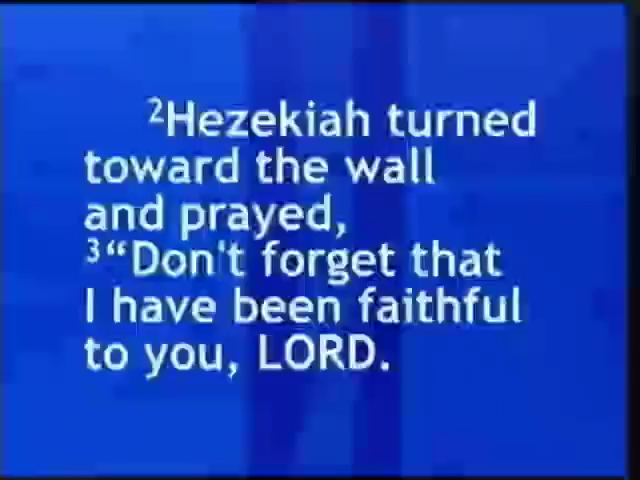 ²Hezekiah turned
toward the wall
and prayed,
³“Don't forget that
I have been faithful
to you, LORD.